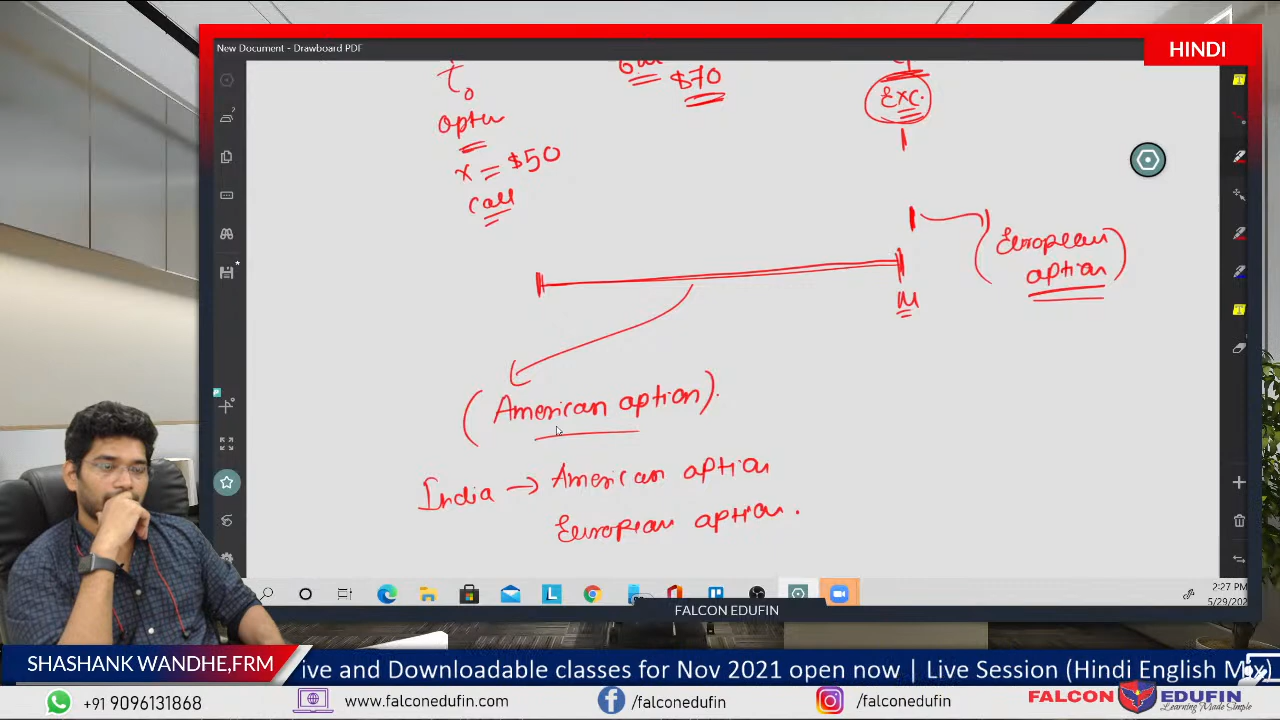 New Document - Drawboard PDF
HINDI
t0
$70
Exc.
x = $50
call
European
option
M
(American option).
India → American option
European option.
2:27 PM
FALCON EDUFIN
SHASHANK WANDHE,FRM
ive and Downloadable classes for Nov 2021 open now | Live Session (Hindi English Mix)
+91 9096131868
www.falconedufin.com
/falconedufin
/falconedufin
FALCON EDUFIN
Learning Made Simple